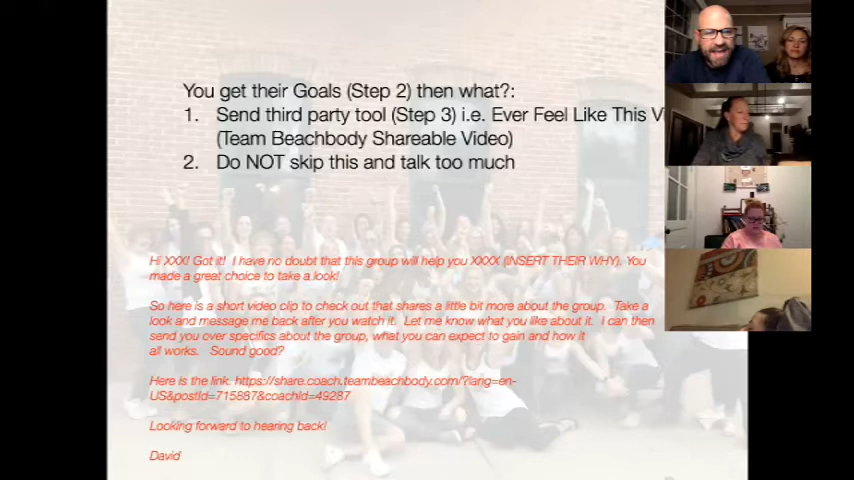 You get their Goals (Step 2) then what?:
1. Send third party tool (Step 3) i.e. Ever Feel Like This V
(Team Beachbody Shareable Video)
2. Do NOT skip this and talk too much
Hi XXX! Got it! I have no doubt that this group will help you XXXX (INSERT THEIR WHY). You
made a great choice to take a look!
So here is a short video clip to check out that shares a little bit more about the group. Take a
look and message me back after you watch it. Let me know what you like about it. I can then
send you over specifics about the group, what you can expect to gain and how it
all works. Sound good?
Here is the link: https://share.coach.teambeachbody.com/?lang=en-
US&postId=715887&coachId=49287
Looking forward to hearing back!
David